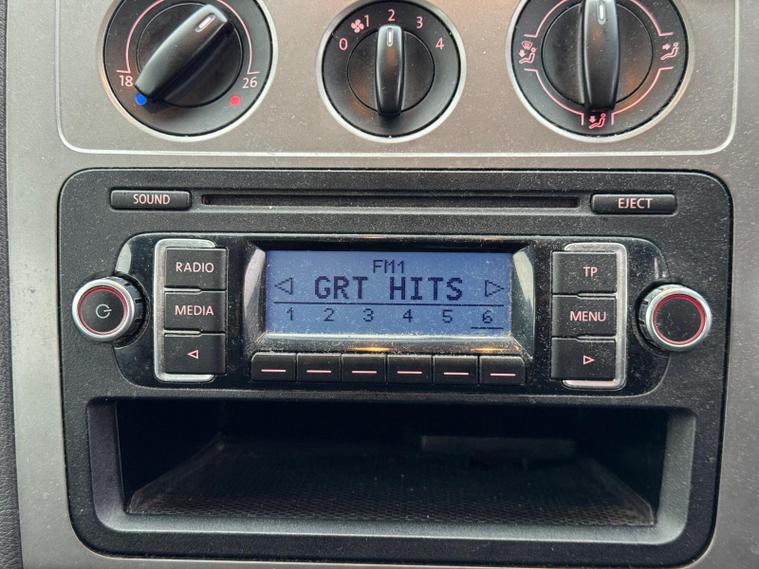 18 26
0 1 2 3 4
SOUND
EJECT
RADIO
FM1
TP
GRT HITS
MEDIA
MENU
1 2 3 4 5 6